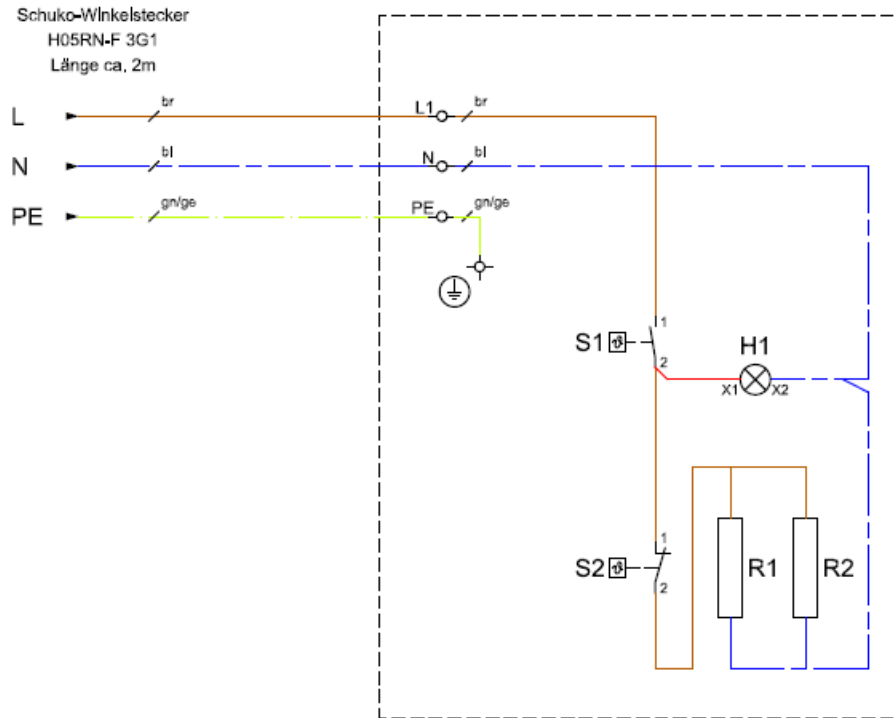 Schuko-Winkelstecker
H05RN-F 3G1
Länge ca. 2m
L br L1 br
N bl N bl
PE gn/ge PE gn/ge
1
S1 ϑ
2
H1
X1 X2
1
S2 ϑ
2
R1 R2